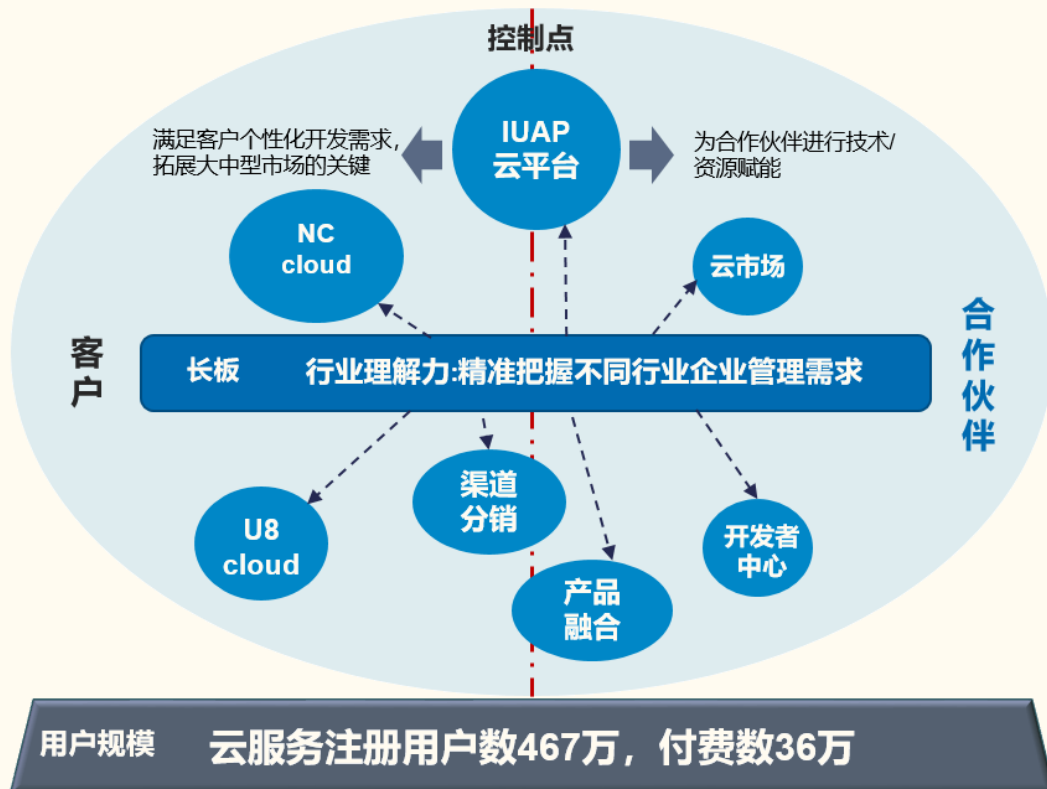 控制点
IUAP
云平台
满足客户个性化开发需求,
拓展大中型市场的关键
为合作伙伴进行技术/
资源赋能
NC
cloud
云市场
客户
合作伙伴
长板 行业理解力:精准把握不同行业企业管理需求
渠道
分销
U8
cloud
开发者
中心
产品
融合
用户规模 云服务注册用户数467万，付费数36万